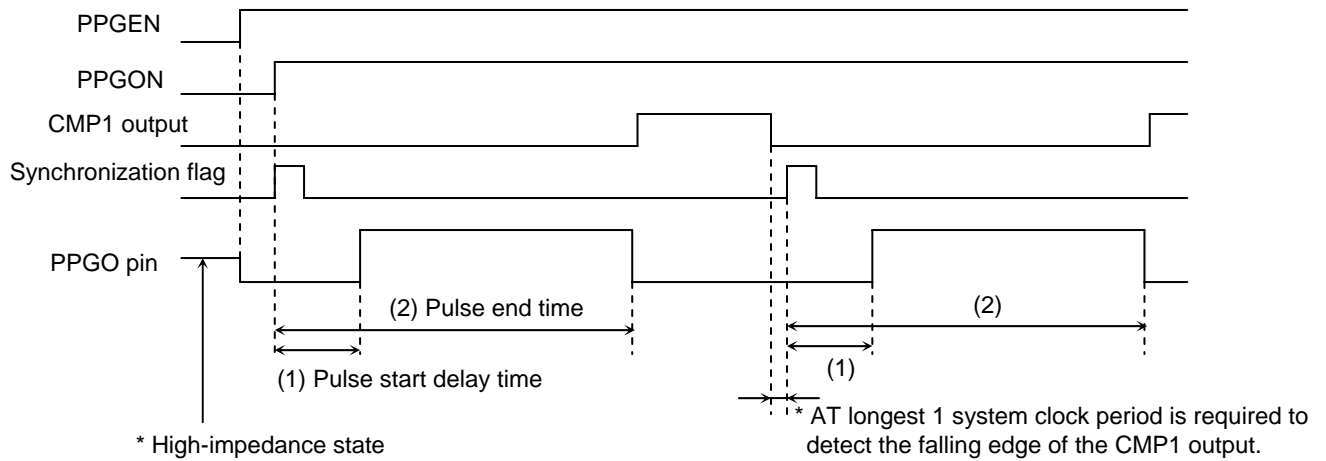 PPGEN
PPGON
CMP1 output
Synchronization flag
PPGO pin
(2) Pulse end time
(2)
(1) Pulse start delay time
(1)
* High-impedance state
* AT longest 1 system clock period is required to
detect the falling edge of the CMP1 output.